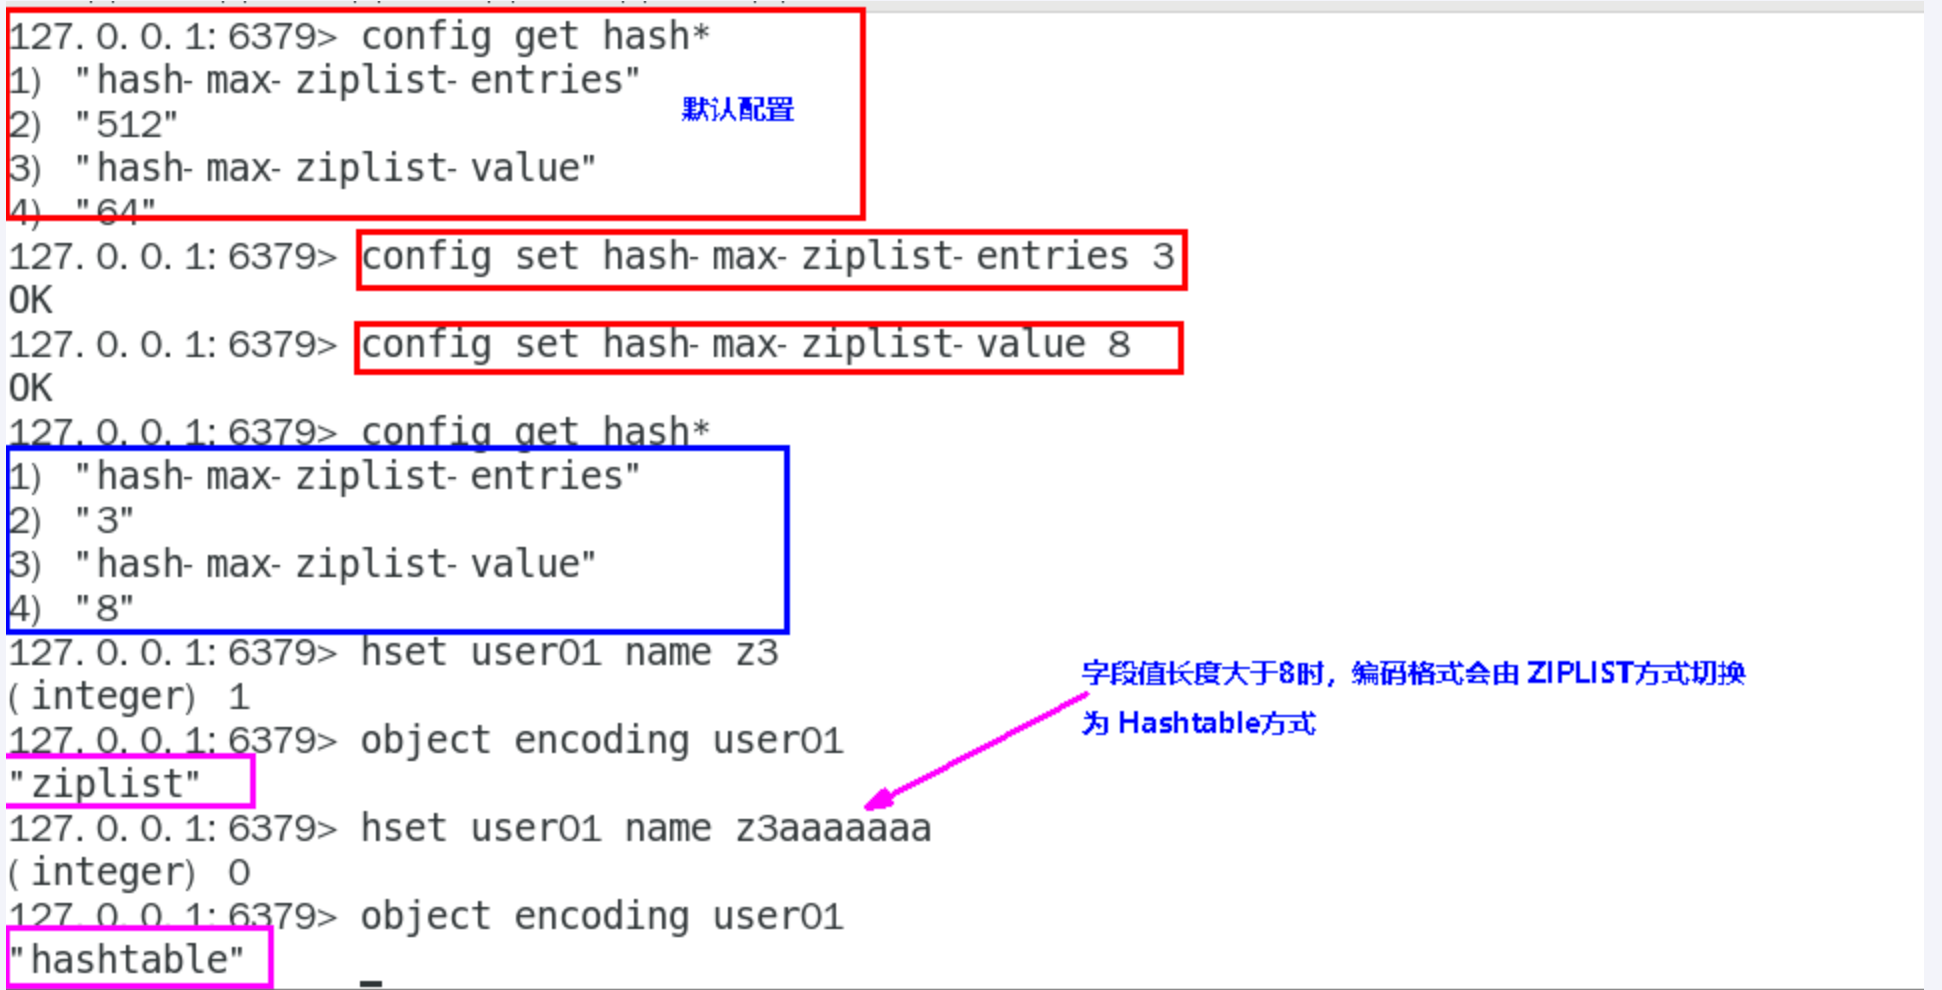 127.0.0.1:6379> config get hash*
1) "hash-max-ziplist-entries"
默认配置
2) "512"
3) "hash-max-ziplist-value"
4) "64"
127.0.0.1:6379> config set hash-max-ziplist-entries 3
OK
127.0.0.1:6379> config set hash-max-ziplist-value 8
OK
127.0.0.1:6379> config get hash*
1) "hash-max-ziplist-entries"
2) "3"
3) "hash-max-ziplist-value"
4) "8"
127.0.0.1:6379> hset user01 name z3
(integer) 1
字段值长度大于8时，编码格式会由 ZIPLIST方式切换
为 Hashtable方式
127.0.0.1:6379> object encoding user01
"ziplist"
127.0.0.1:6379> hset user01 name z3aaaaaaa
(integer) 0
127.0.0.1:6379> object encoding user01
"hashtable"